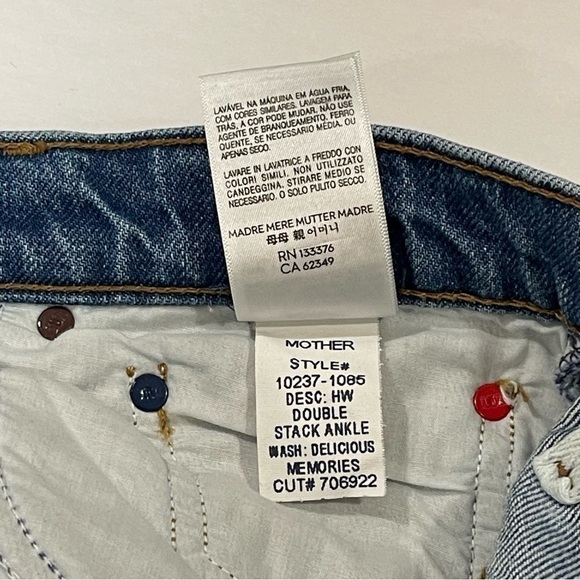 LAVÁVEL NA MÁQUINA EM ÁGUA FRIA,
COM CORES SIMILARES. LAVAGEM PARA
TRÁS, A COR PODE MUDAR. NÃO USE
AGENTE DE BRANQUEAMENTO. FERRO
QUENTE, SE NECESSARIO MÉDIA, OU
APENAS SECO.
LAVARE IN LAVATRICE A FREDDO CON
COLORI SIMILI. NON UTILIZZATO
CANDEGGINA. STIRARE MEDIO SE
NECESSARIO. O SOLO PULITO SECCO.
MADRE MERE MUTTER MADRE
母母 親 어머니
RN 133376
CA 62349
MOTHER
STYLE#
10237-1085
DESC: HW
DOUBLE
STACK ANKLE
WASH: DELICIOUS
MEMORIES
CUT# 706922